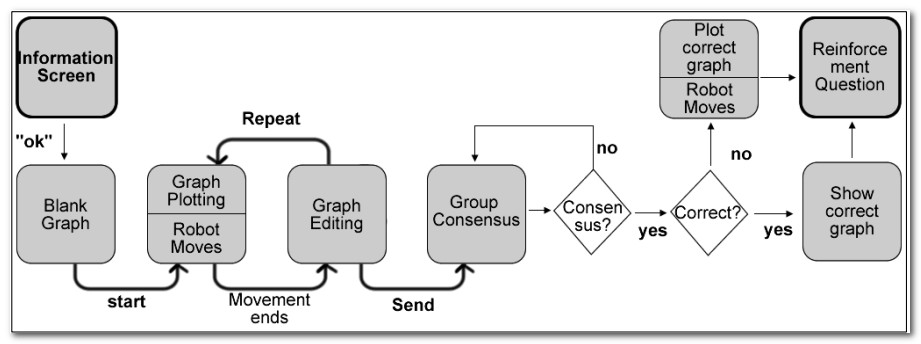 Information
Screen
"ok"
Blank
Graph
start
Graph
Plotting
Robot
Moves
Repeat
Movement
ends
Graph
Editing
Send
Group
Consensus
no
Consen
sus?
yes
Correct?
no
yes
Plot
correct
graph
Robot
Moves
Reinforce
ment
Question
Show
correct
graph